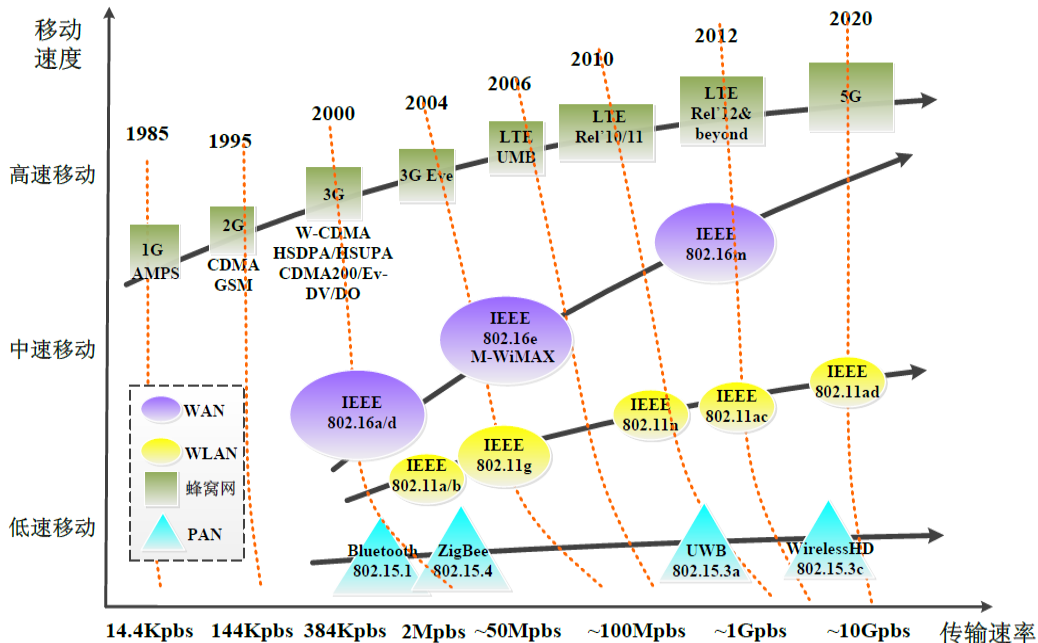 移动
速度
1985
1995
2000
2004
2006
2010
2012
2020
高速移动
中速移动
低速移动
1G
AMPS
2G
CDMA
GSM
3G
W-CDMA
HSDPA/HSUPA
CDMA200/Ev-
DV/DO
3G Eve
LTE
UMB
LTE
Rel'10/11
LTE
Rel'12&
beyond
5G
IEEE
802.16a/d
IEEE
802.16e
M-WiMAX
IEEE
802.16m
IEEE
802.11a/b
IEEE
802.11g
IEEE
802.11n
IEEE
802.11ac
IEEE
802.11ad
Bluetooth
802.15.1
ZigBee
802.15.4
UWB
802.15.3a
WirelessHD
802.15.3c
WAN
WLAN
蜂窝网
PAN
14.4Kpbs
144Kpbs
384Kpbs
2Mpbs
~50Mpbs
~100Mpbs
~1Gpbs
~10Gpbs
传输速率